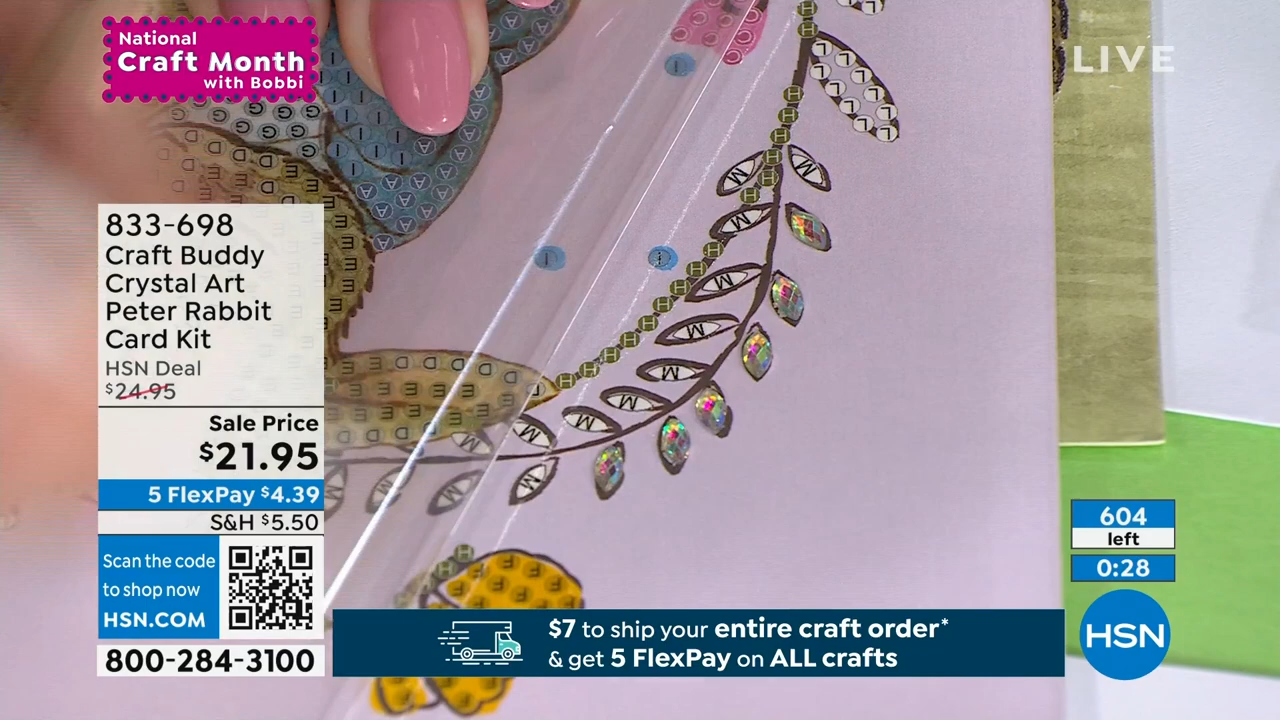 National
Craft Month
with Bobbi
LIVE
833-698
Craft Buddy
Crystal Art
Peter Rabbit
Card Kit
HSN Deal
$24.95
Sale Price
$21.95
5 FlexPay $4.39
S&H $5.50
Scan the code
to shop now
HSN.COM
800-284-3100
$7 to ship your entire craft order*
& get 5 FlexPay on ALL crafts
604
left
0:28
HSN